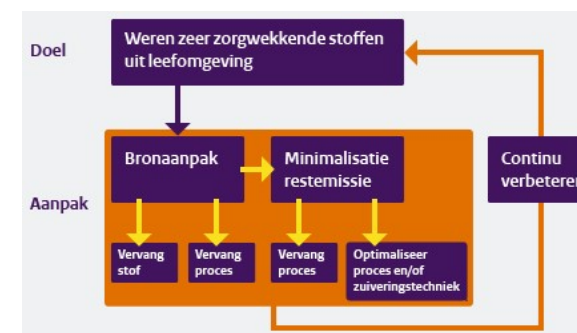 Doel
Weren zeer zorgwekkende stoffen
uit leefomgeving
Aanpak
Bronaanpak
Minimalisatie
restemissie
Continu
verbeteren
Vervang
stof
Vervang
proces
Vervang
proces
Optimaliseer
proces en/of
zuiveringstechniek